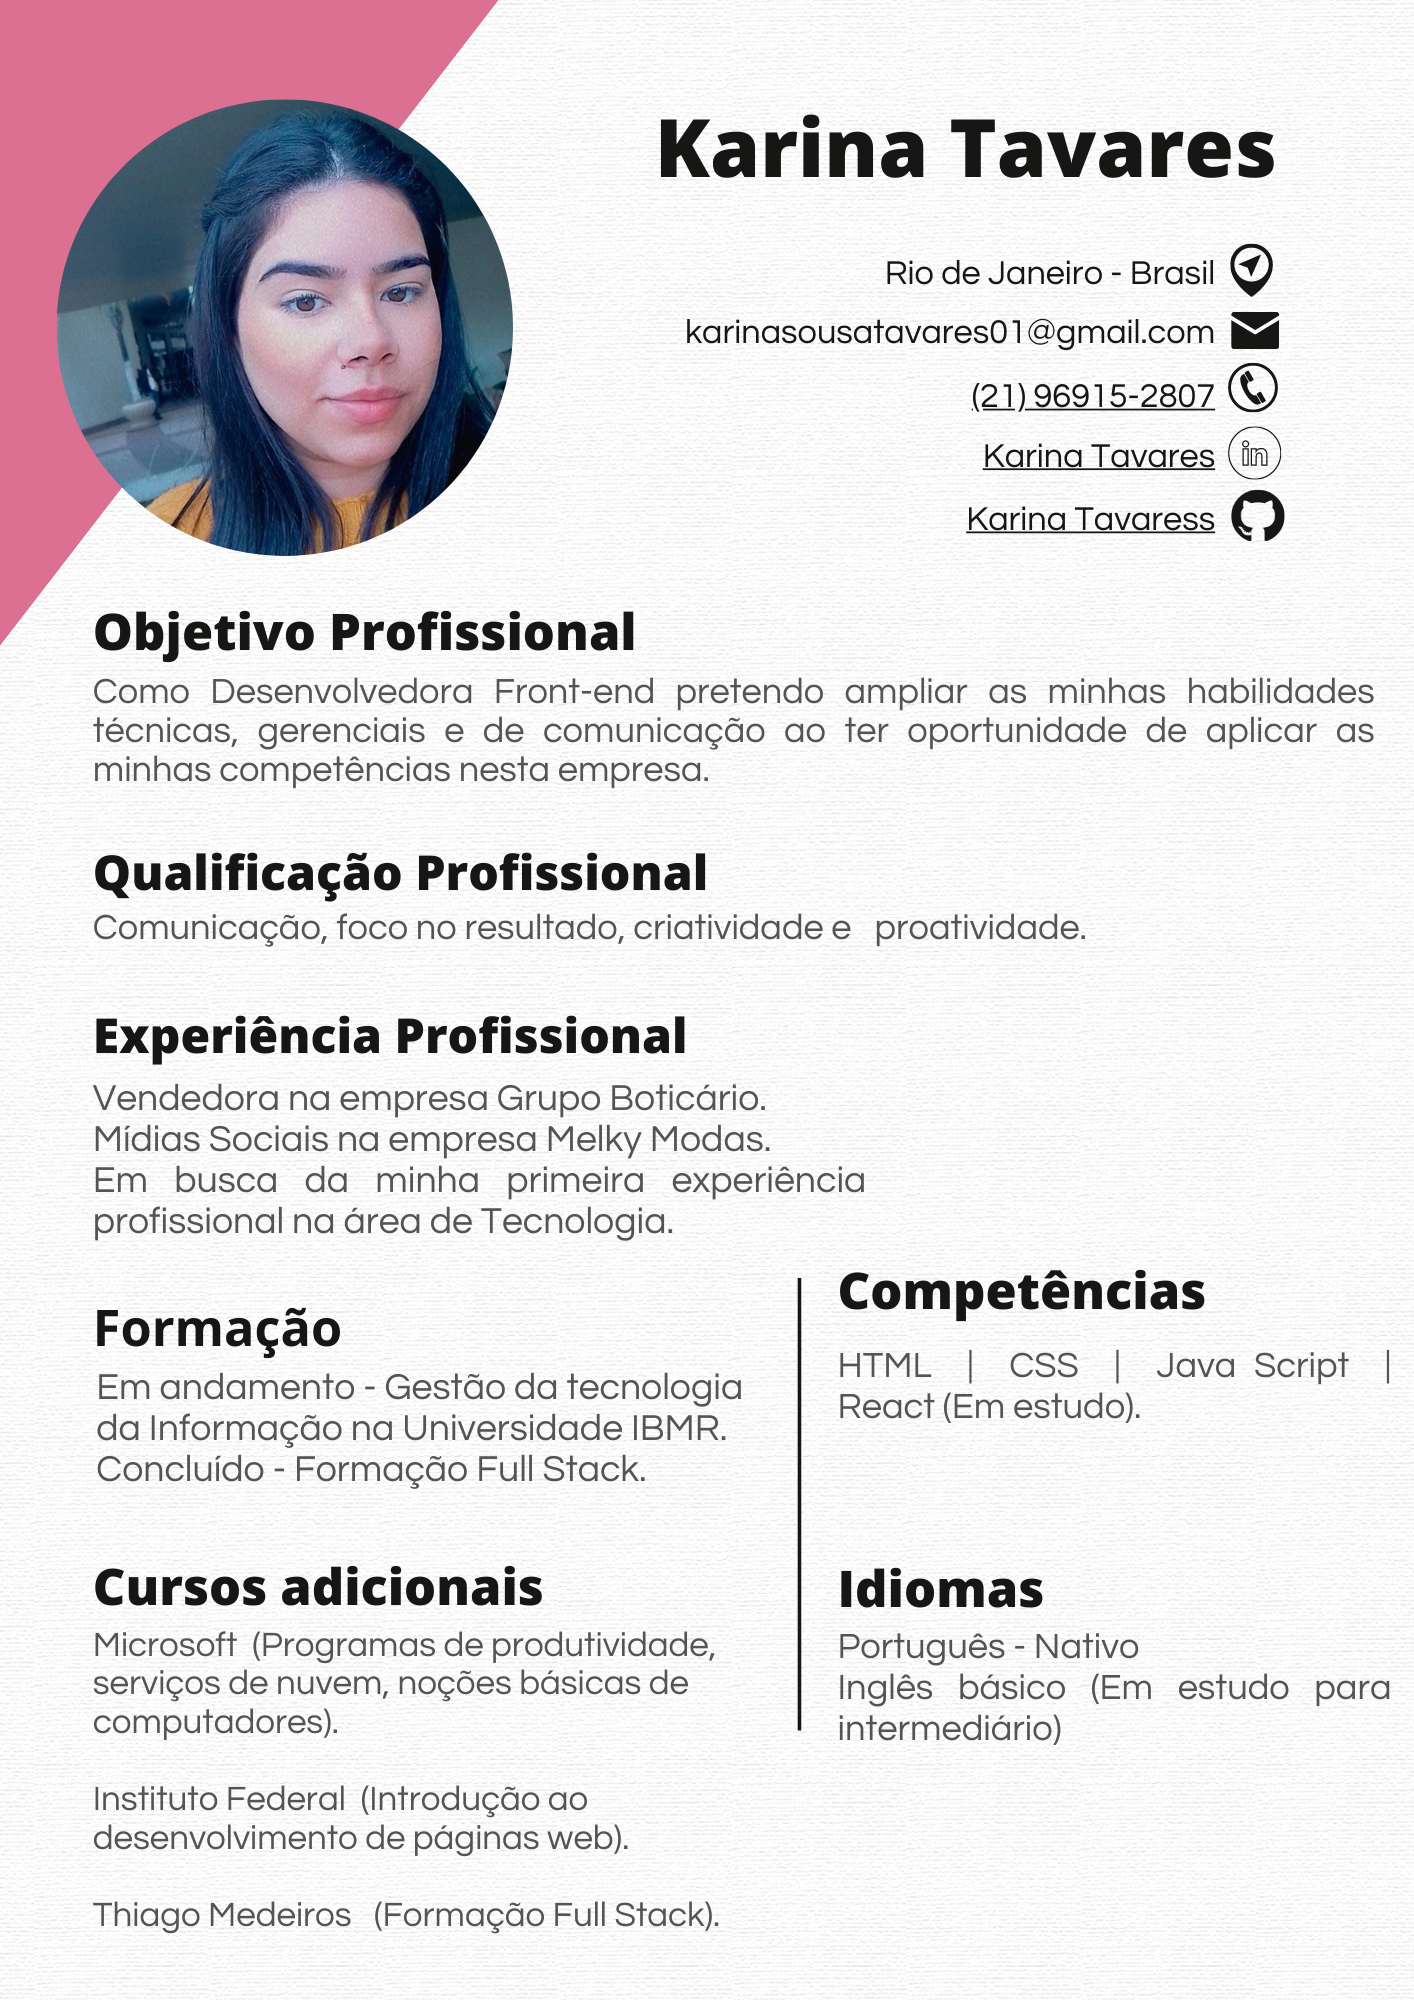 Karina Tavares
Rio de Janeiro - Brasil
karinasousatavares01@gmail.com
(21) 96915-2807
Karina Tavares
in
Karina Tavaress
Objetivo Profissional
Como Desenvolvedora Front-end pretendo ampliar as minhas habilidades
técnicas, gerenciais e de comunicação ao ter oportunidade de aplicar as
minhas competências nesta empresa.
Qualificação Profissional
Comunicação, foco no resultado, criatividade e proatividade.
Experiência Profissional
Vendedora na empresa Grupo Boticário.
Mídias Sociais na empresa Melky Modas.
Em busca da minha primeira experiência
profissional na área de Tecnologia.
Formação
Em andamento - Gestão da tecnologia
da Informação na Universidade IBMR.
Concluído - Formação Full Stack.
Cursos adicionais
Microsoft (Programas de produtividade,
serviços de nuvem, noções básicas de
computadores).
Instituto Federal (Introdução ao
desenvolvimento de páginas web).
Thiago Medeiros (Formação Full Stack).
Competências
HTML | CSS | Java Script |
React (Em estudo).
Idiomas
Português - Nativo
Inglês básico (Em estudo para
intermediário)